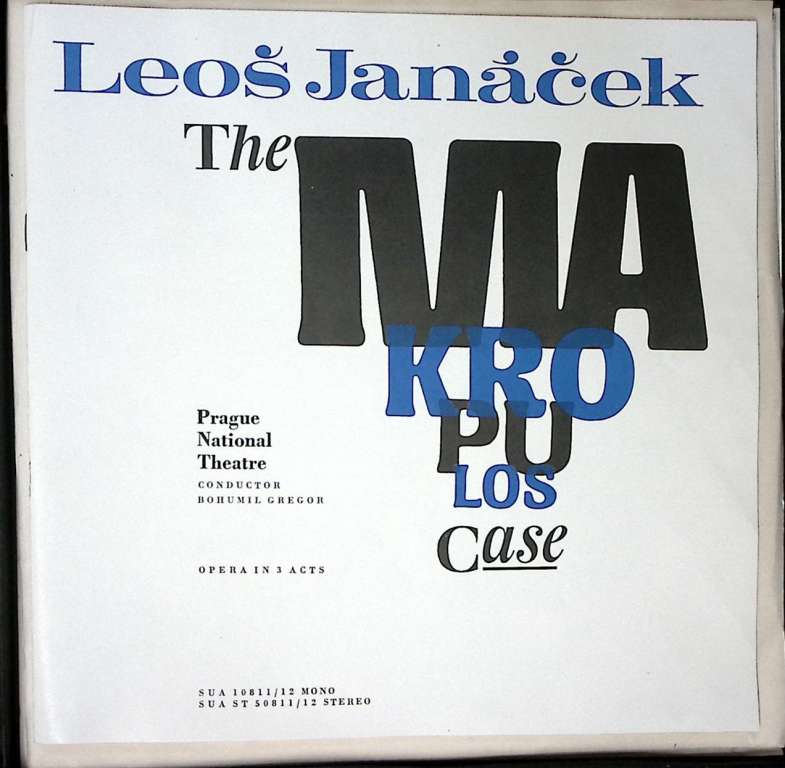 Leoš Janáček
The MA
KRO
PU
LOS
Case
Prague
National
Theatre
CONDUCTOR
BOHUMIL GREGOR
OPERA IN 3 ACTS
SUA 10811/12 MONO
SUA ST 50811/12 STEREO